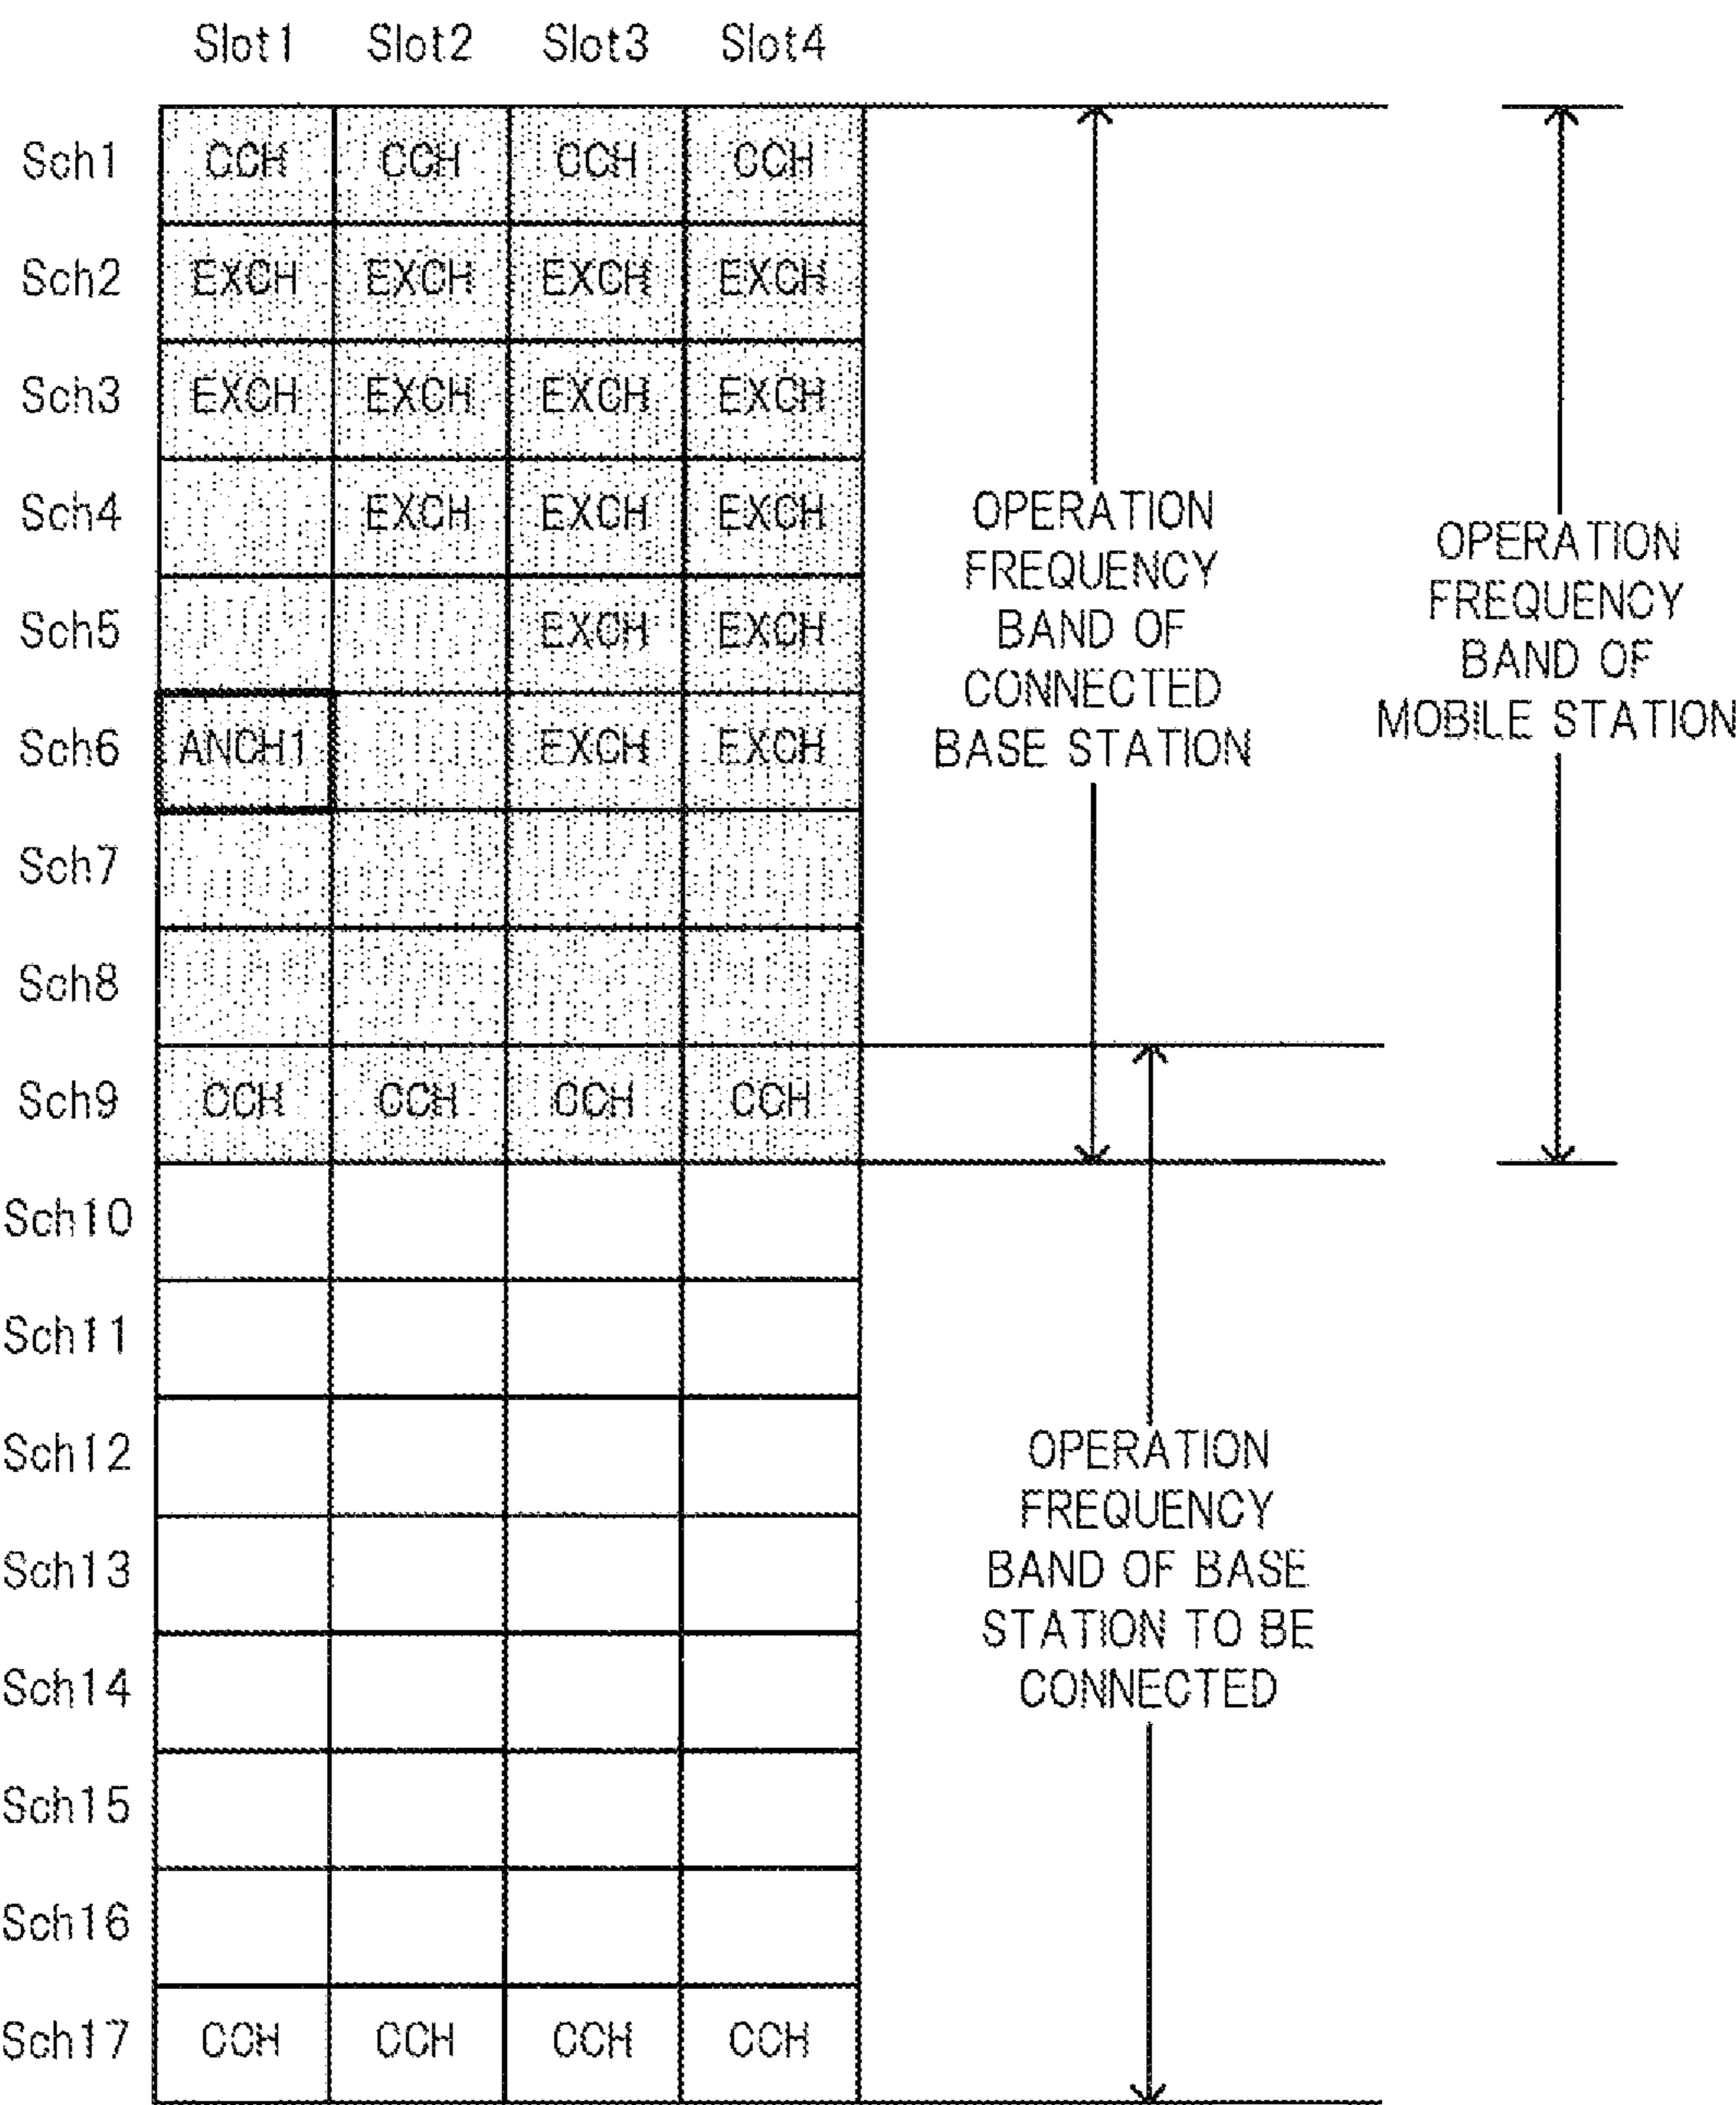 Slot1 Slot2 Slot3 Slot4
Sch1 CCH CCH CCH CCH
Sch2 EXCH EXCH EXCH EXCH
Sch3 EXCH EXCH EXCH EXCH
Sch4 EXCH EXCH EXCH
Sch5 EXCH EXCH
Sch6 ANCH1 EXCH EXCH
Sch7
Sch8
Sch9 CCH CCH CCH CCH
Sch10
Sch11
Sch12
Sch13
Sch14
Sch15
Sch16
Sch17 CCH CCH CCH CCH
OPERATION
FREQUENCY
BAND OF
CONNECTED
BASE STATION
OPERATION
FREQUENCY
BAND OF
MOBILE STATION
OPERATION
FREQUENCY
BAND OF BASE
STATION TO BE
CONNECTED